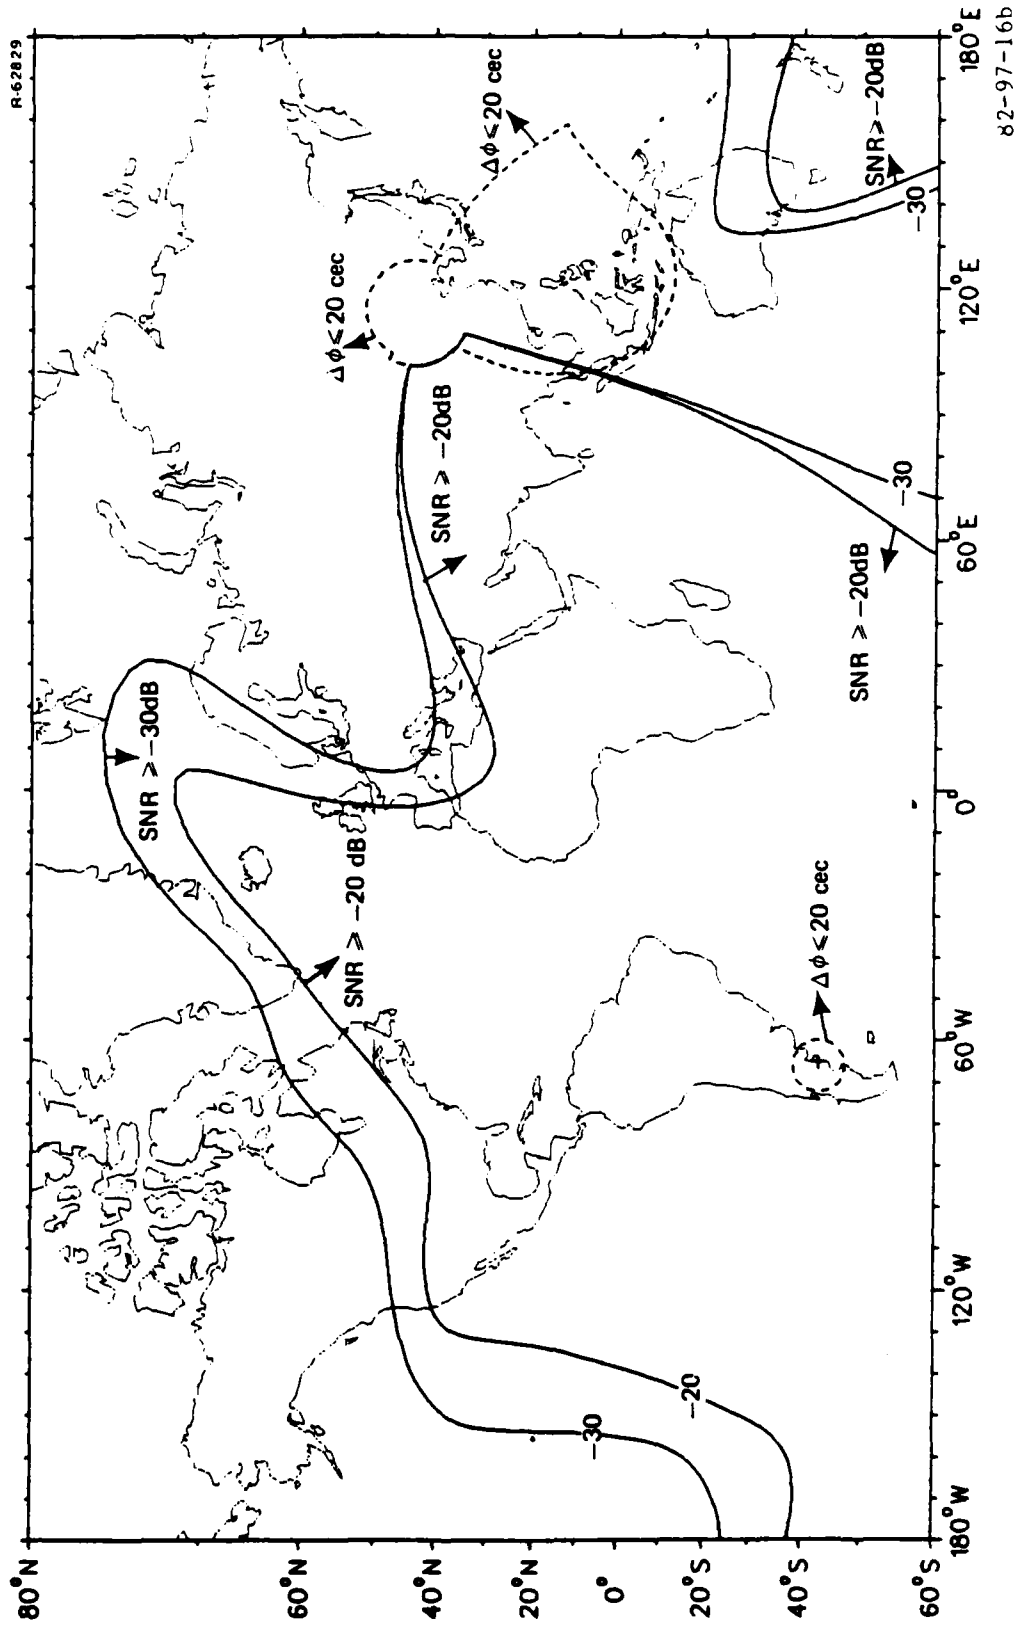 R-62829
80°N
60°N
40°N
20°N
0°
20°S
40°S
60°S
180°W
120°W
60°W
0°
60°E
120°E
180°E
SNR ≥ -30dB
SNR ≥ -20 dB
SNR ≥ -20dB
Δϕ ≤ 20 cec
Δϕ ≤ 20 cec
SNR ≥ -20dB
-30
SNR ≥ -20dB
-30
Δϕ ≤ 20 cec
-30
-20
82-97-16b